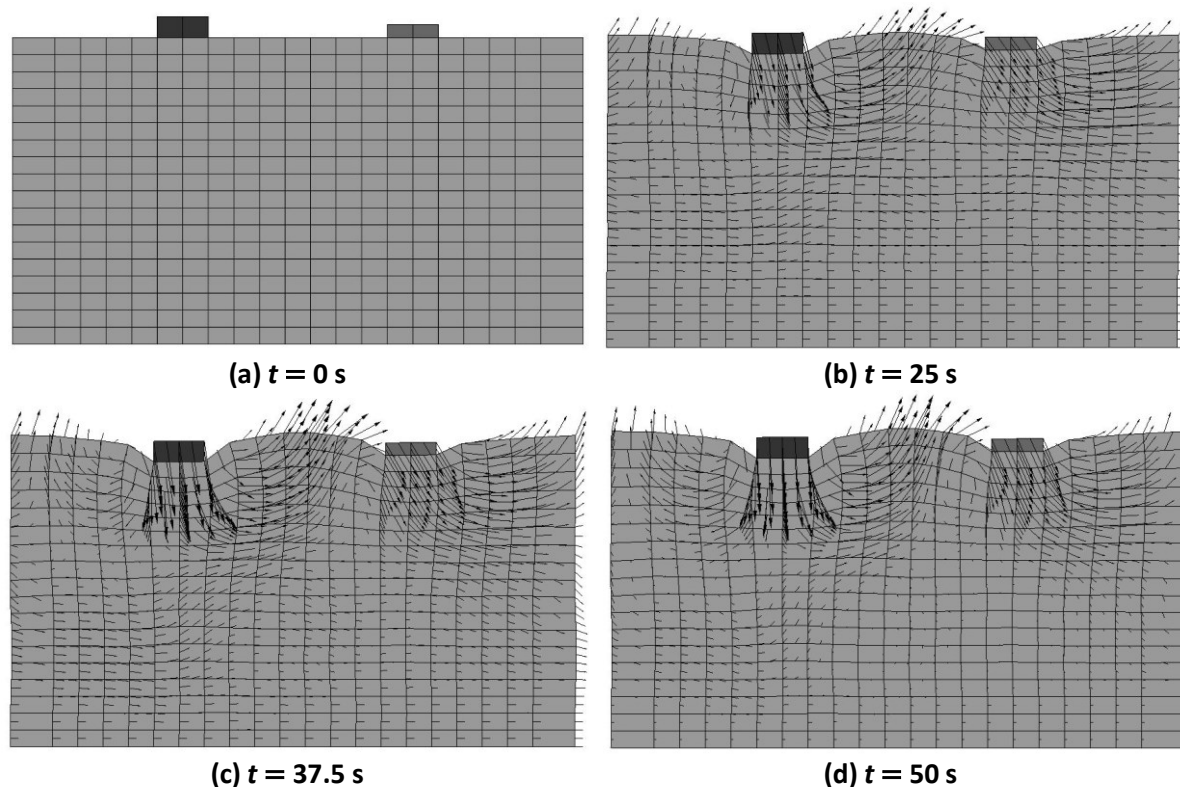 (a) t = 0 s
(b) t = 25 s
(c) t = 37.5 s
(d) t = 50 s